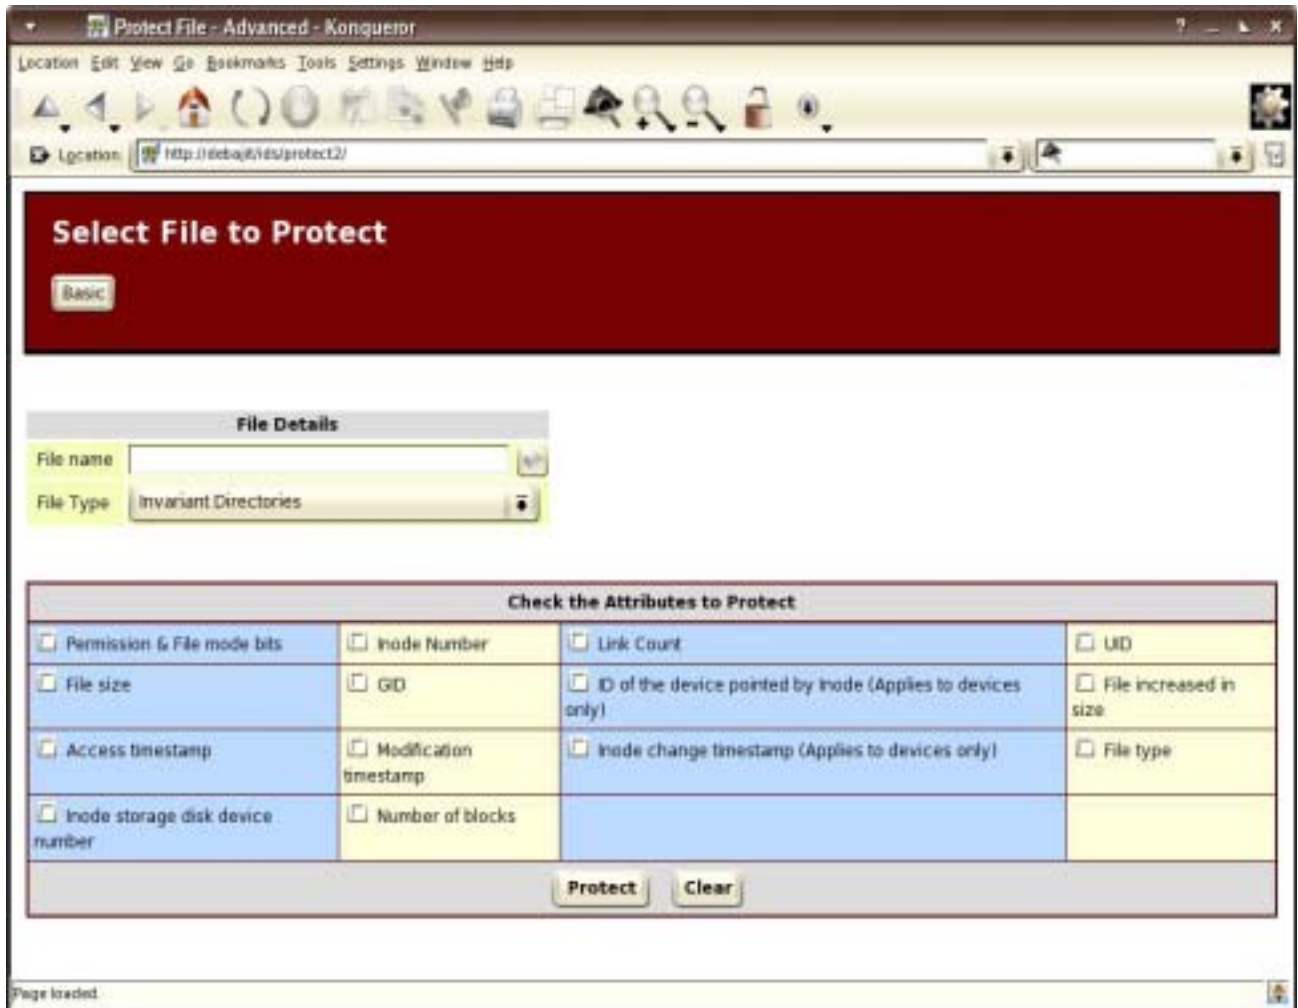 Protect File - Advanced - Konqueror
Location Edit View Go Bookmarks Tools Settings Window Help
Location: http://debajit/ids/protect2/
Select File to Protect
Basic
File Details
File name
File Type Invariant Directories
Check the Attributes to Protect
Permission & File mode bits Inode Number Link Count UID
File size GID ID of the device pointed by Inode (Applies to devices only) File increased in size
Access timestamp Modification timestamp Inode change timestamp (Applies to devices only) File type
Inode storage disk device number Number of blocks
Protect Clear
Page loaded.